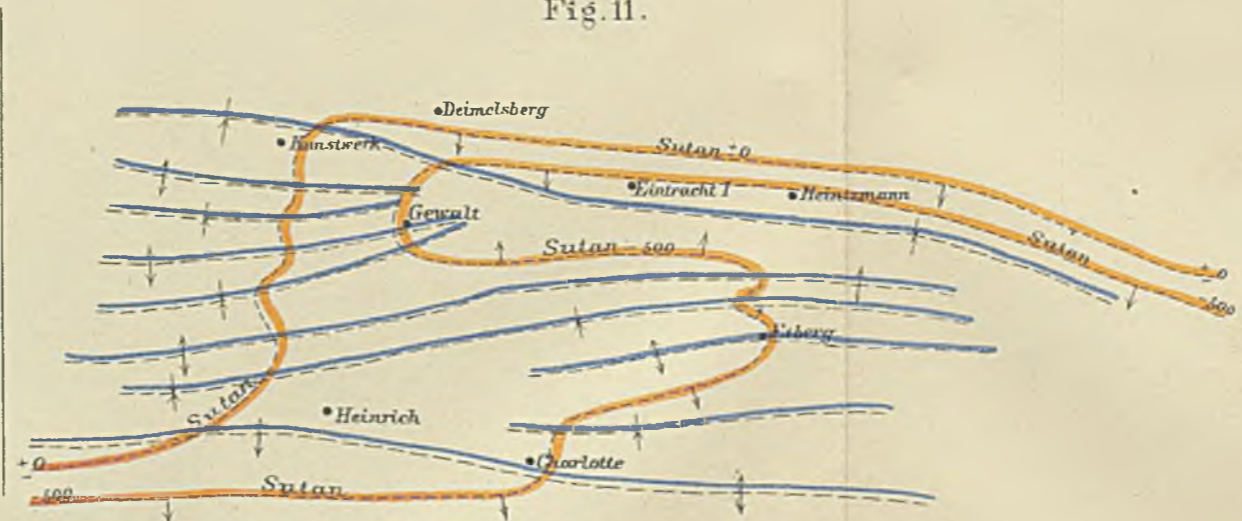 Fig. 11.
Deimelsberg
Kunstwerk
Sutan ±0
Eintracht I
Heintzmann
Gewalt
Sutan - 500
Sutan
± 0
-500
Eiberg
Sutan
Heinrich
Charlotte
± 0
-500
Sutan